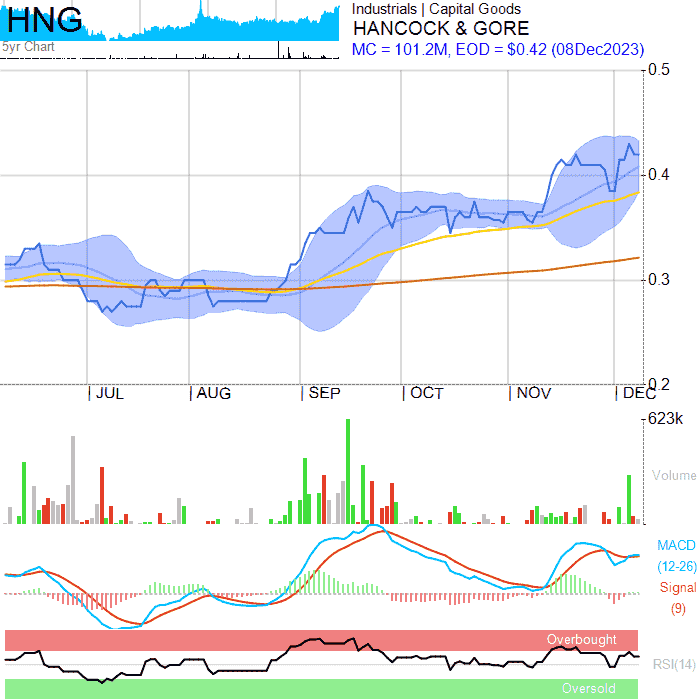 HNG
5yr Chart
Industrials | Capital Goods
HANCOCK & GORE
MC = 101.2M, EOD = $0.42 (08Dec2023)
0.5
0.4
0.3
0.2
JUL AUG SEP OCT NOV DEC
623k
Volume
MACD
(12-26)
Signal
(9)
Overbought
RSI(14)
Oversold